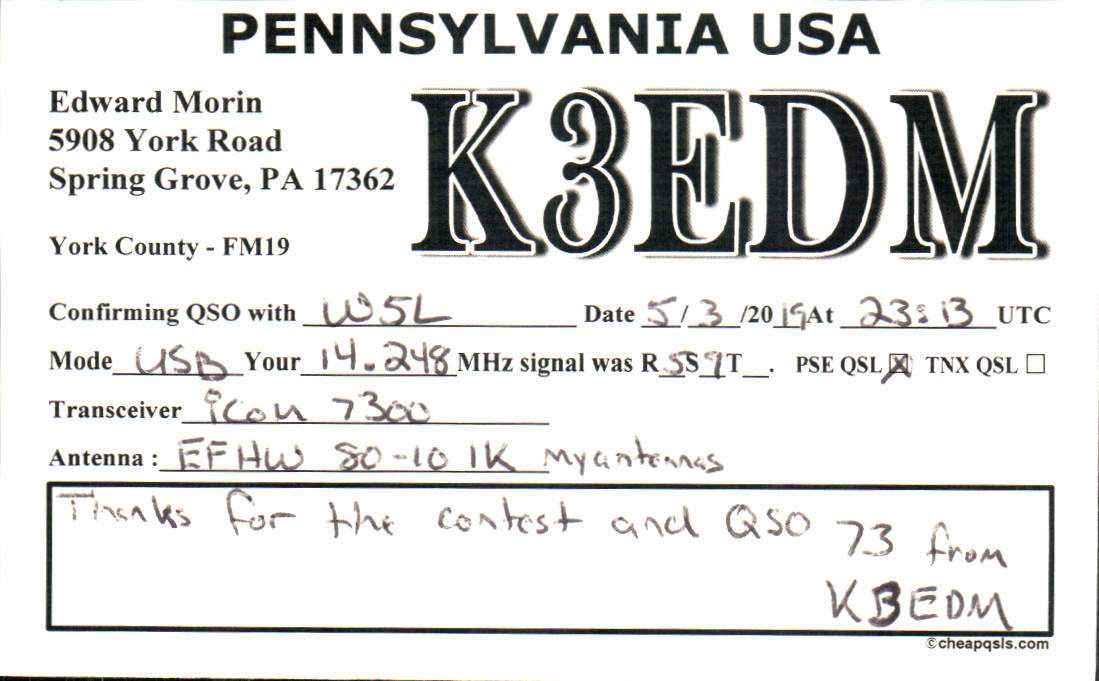 PENNSYLVANIA USA
Edward Morin
5908 York Road
Spring Grove, PA 17362
K3EDM
York County - FM19
Confirming QSO with W5L Date 5/3/2019 At 23:13 UTC
Mode USB Your 14.248 MHz signal was R 5 S 9 T__. PSE QSL ☒ TNX QSL ☐
Transceiver icon 7300
Antenna : EFHW 80-10 1K myantennas
Thanks for the contest and QSO 73 from
K3EDM
©cheapqsls.com